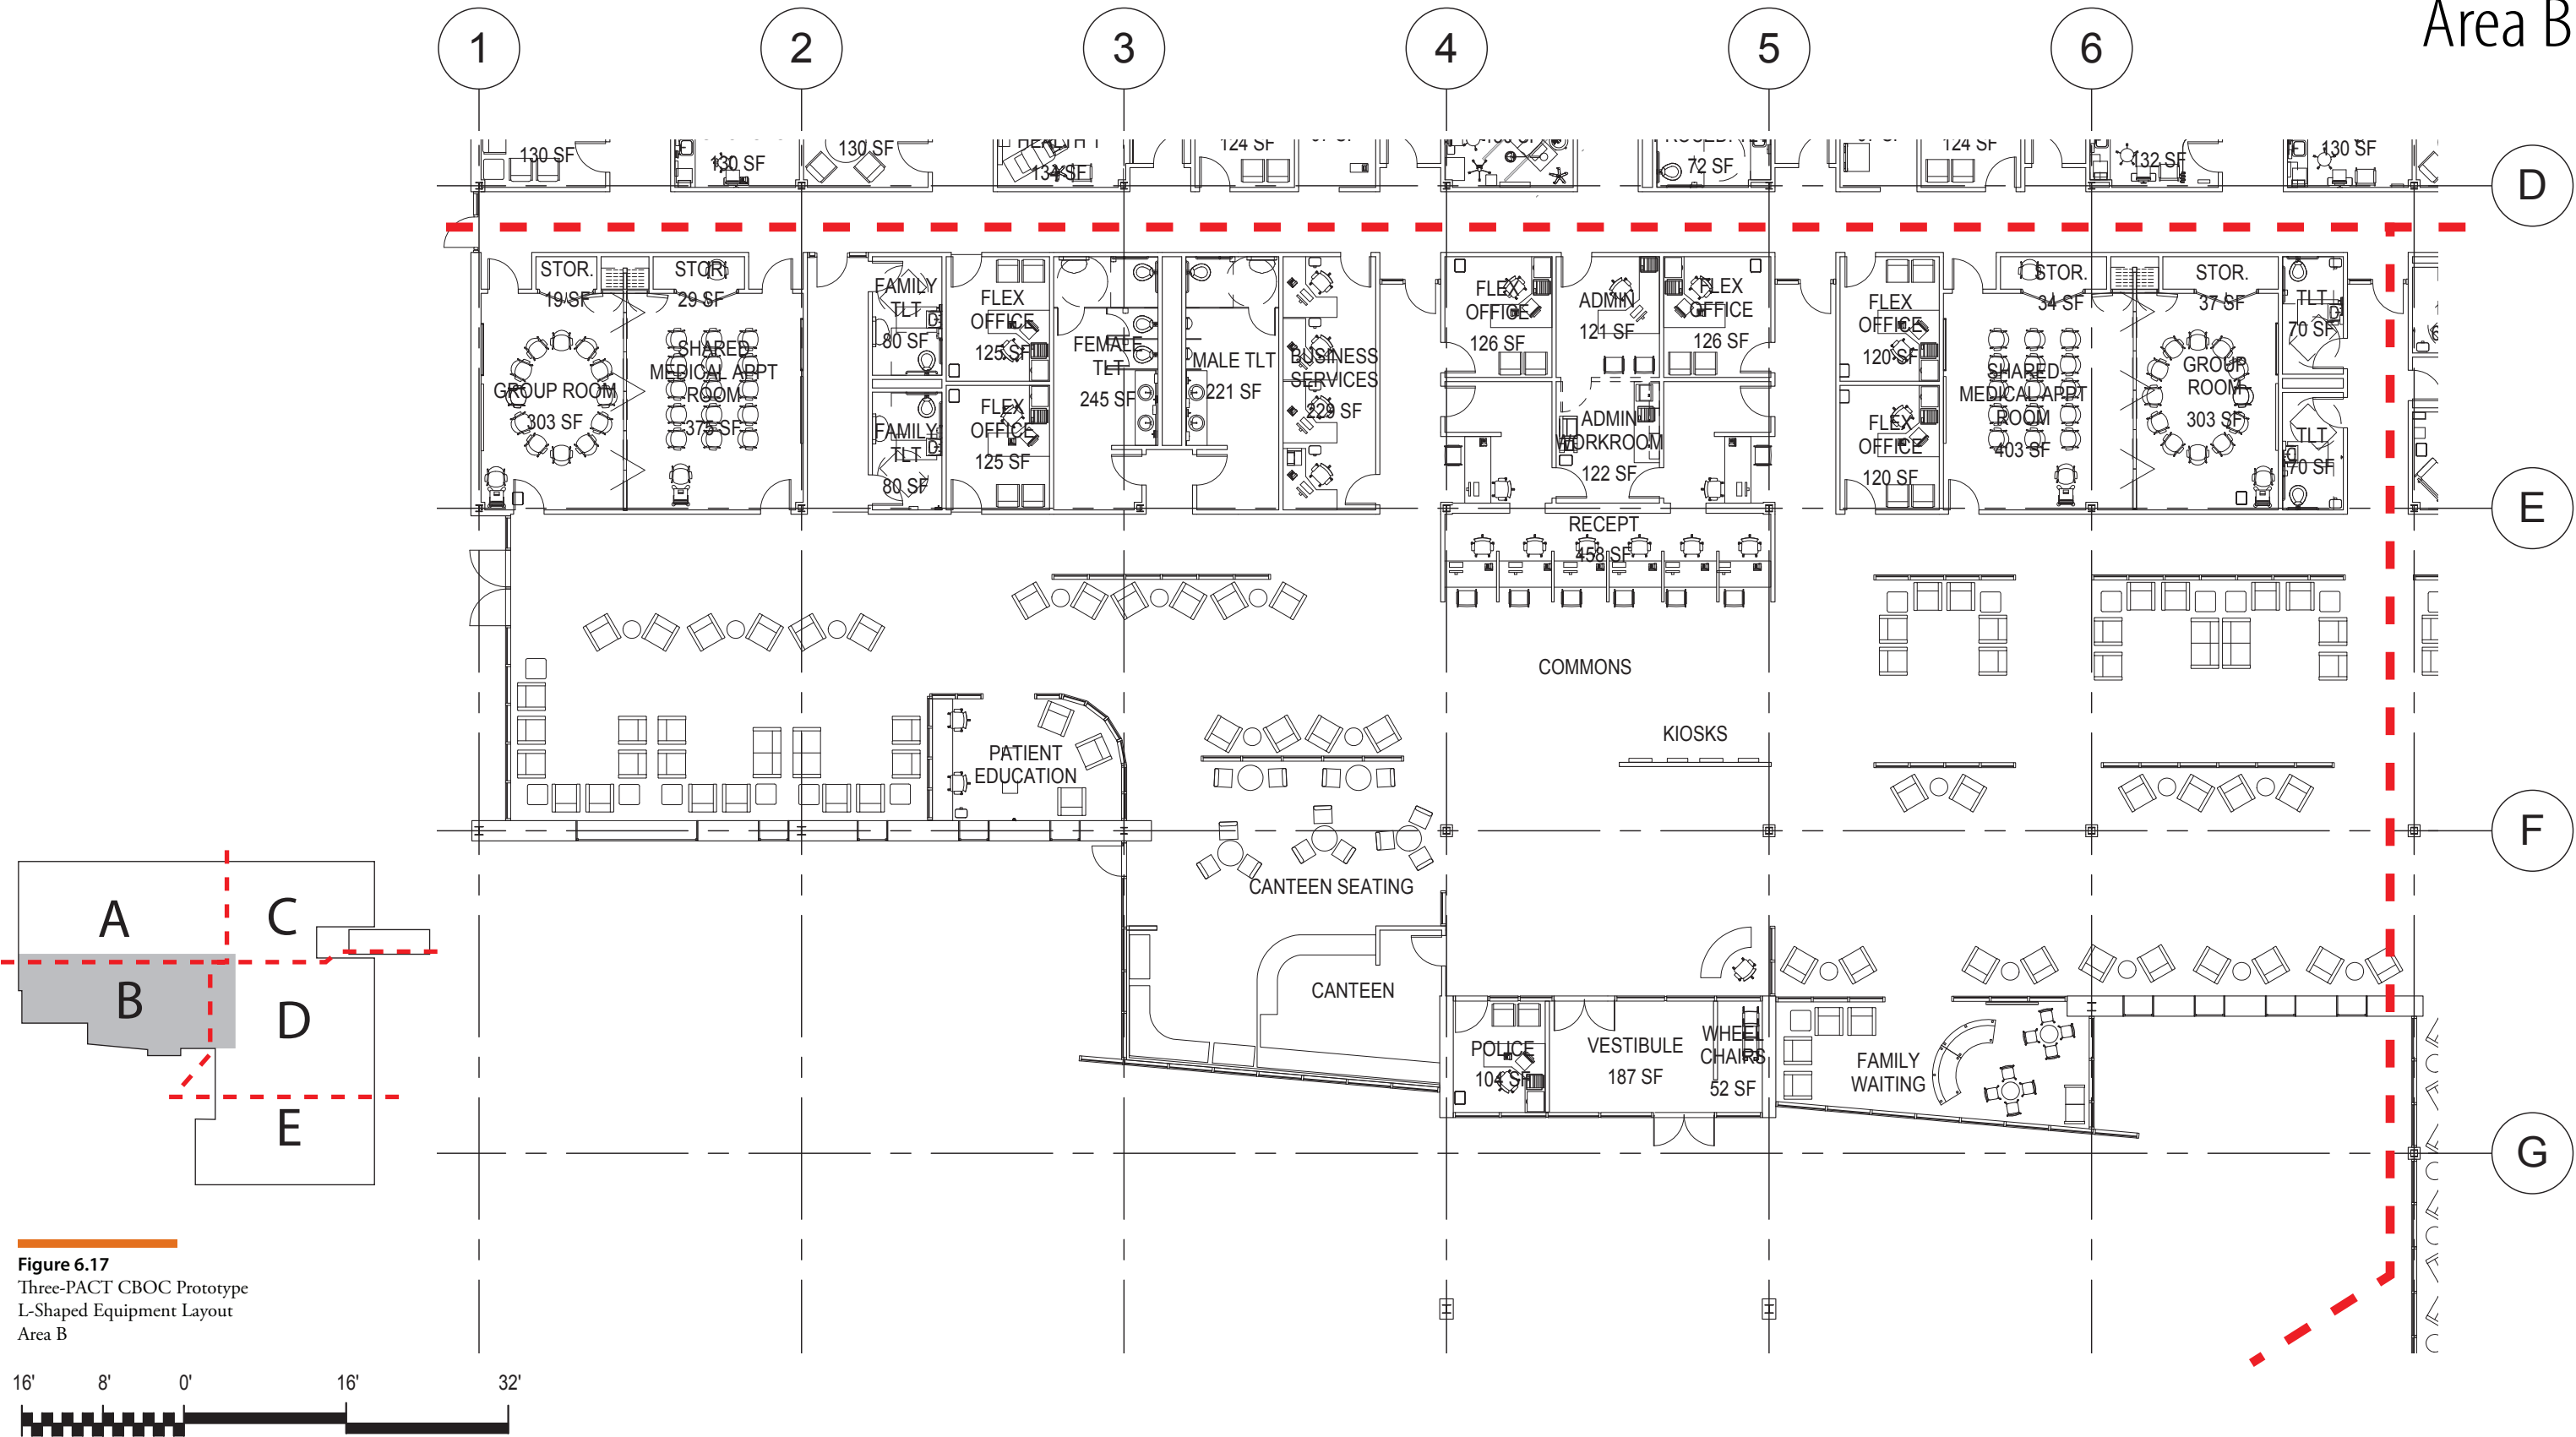 Area B
1
2
3
4
5
6
130 SF
130 SF
130 SF
HEALTH 1
134 SF
124 SF
72 SF
124 SF
132 SF
130 SF
D
STOR.
19 SF
STOR.
29 SF
GROUP ROOM
303 SF
SHARED
MEDICAL APPT
ROOM
375 SF
FAMILY
TLT
80 SF
FAMILY
TLT
80 SF
FLEX
OFFICE
125 SF
FLEX
OFFICE
125 SF
FEMALE
TLT
245 SF
MALE TLT
221 SF
BUSINESS
SERVICES
229 SF
FLEX
OFFICE
126 SF
ADMIN
121 SF
FLEX
OFFICE
126 SF
ADMIN
WORKROOM
122 SF
FLEX
OFFICE
120 SF
FLEX
OFFICE
120 SF
STOR.
34 SF
STOR.
37 SF
SHARED
MEDICAL APPT
ROOM
403 SF
GROUP
ROOM
303 SF
TLT
70 SF
TLT
70 SF
E
RECEPT
458 SF
COMMONS
KIOSKS
PATIENT
EDUCATION
F
CANTEEN SEATING
CANTEEN
POLICE
104 SF
VESTIBULE
187 SF
WHEEL
CHAIRS
52 SF
FAMILY
WAITING
G
A
C
B
D
E
Figure 6.17
Three-PACT CBOC Prototype
L-Shaped Equipment Layout
Area B
16' 8' 0' 16' 32'